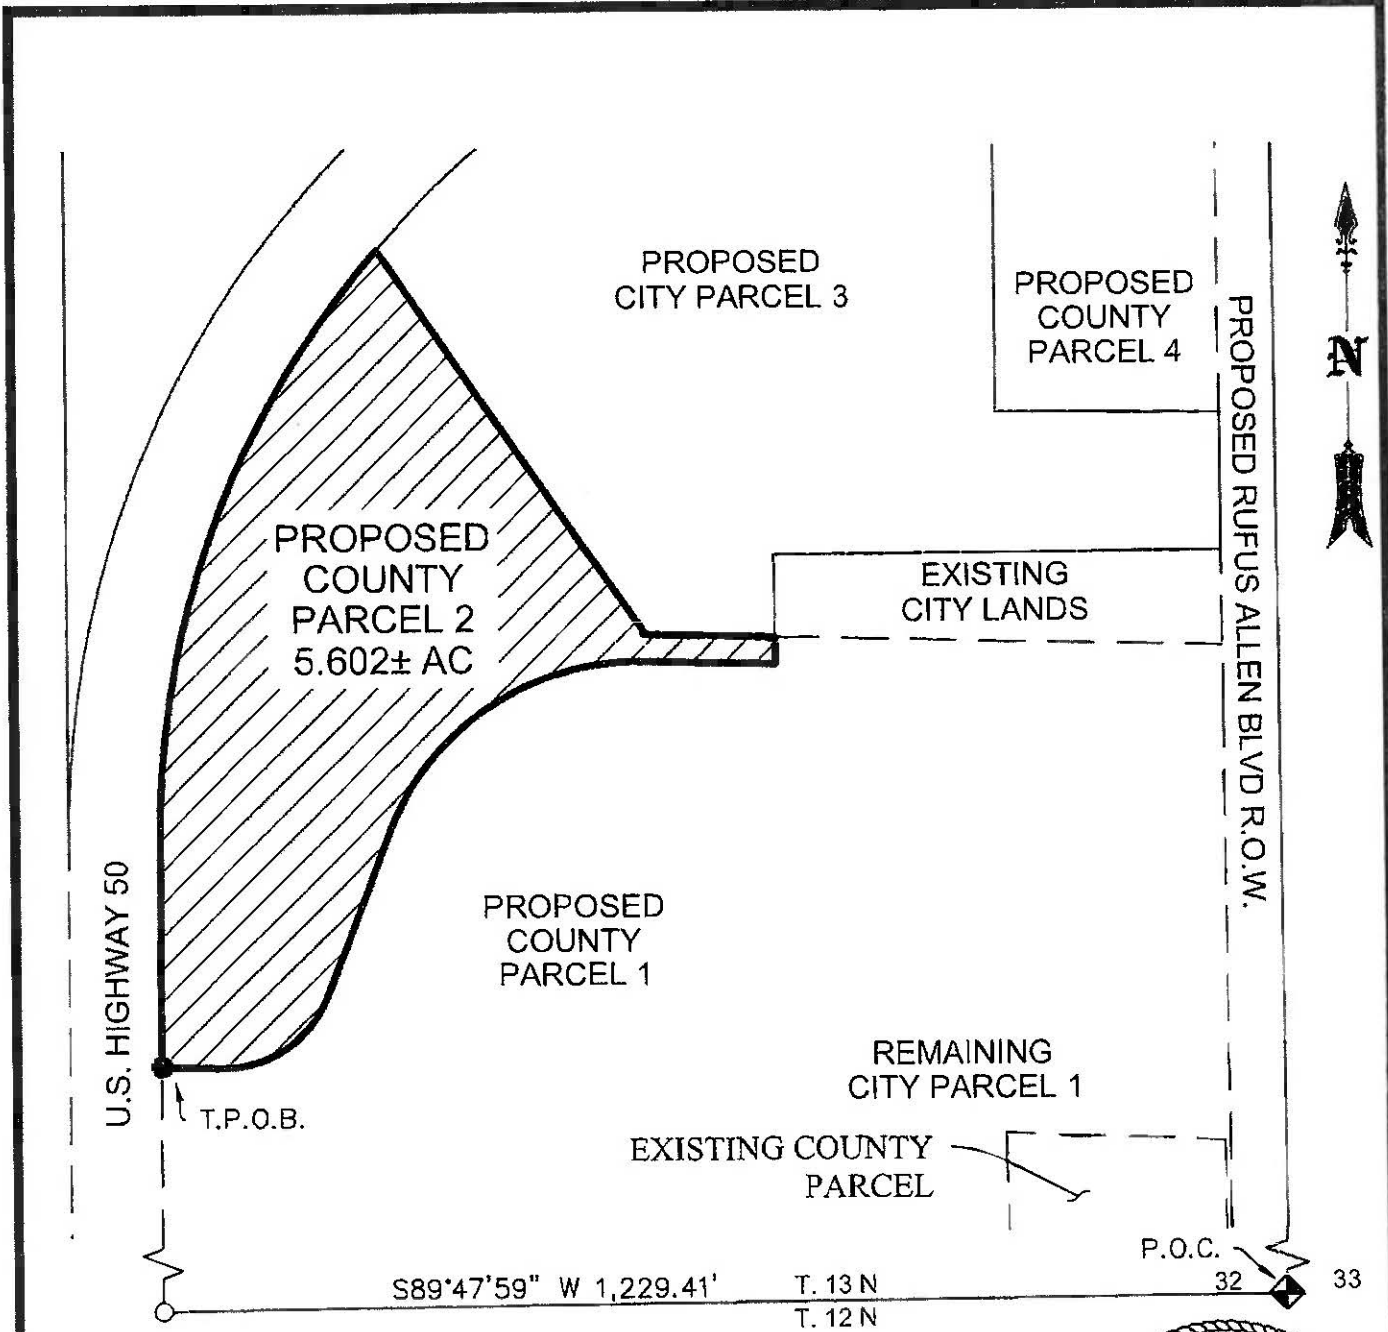 PROPOSED
CITY PARCEL 3
PROPOSED
COUNTY
PARCEL 4
N
PROPOSED RUFUS ALLEN BLVD R.O.W.
PROPOSED
COUNTY
PARCEL 2
5.602± AC
EXISTING
CITY LANDS
U.S. HIGHWAY 50
PROPOSED
COUNTY
PARCEL 1
T.P.O.B.
REMAINING
CITY PARCEL 1
EXISTING COUNTY
PARCEL
P.O.C.
S89°47'59" W 1,229.41' T. 13 N 32 33
T. 12 N